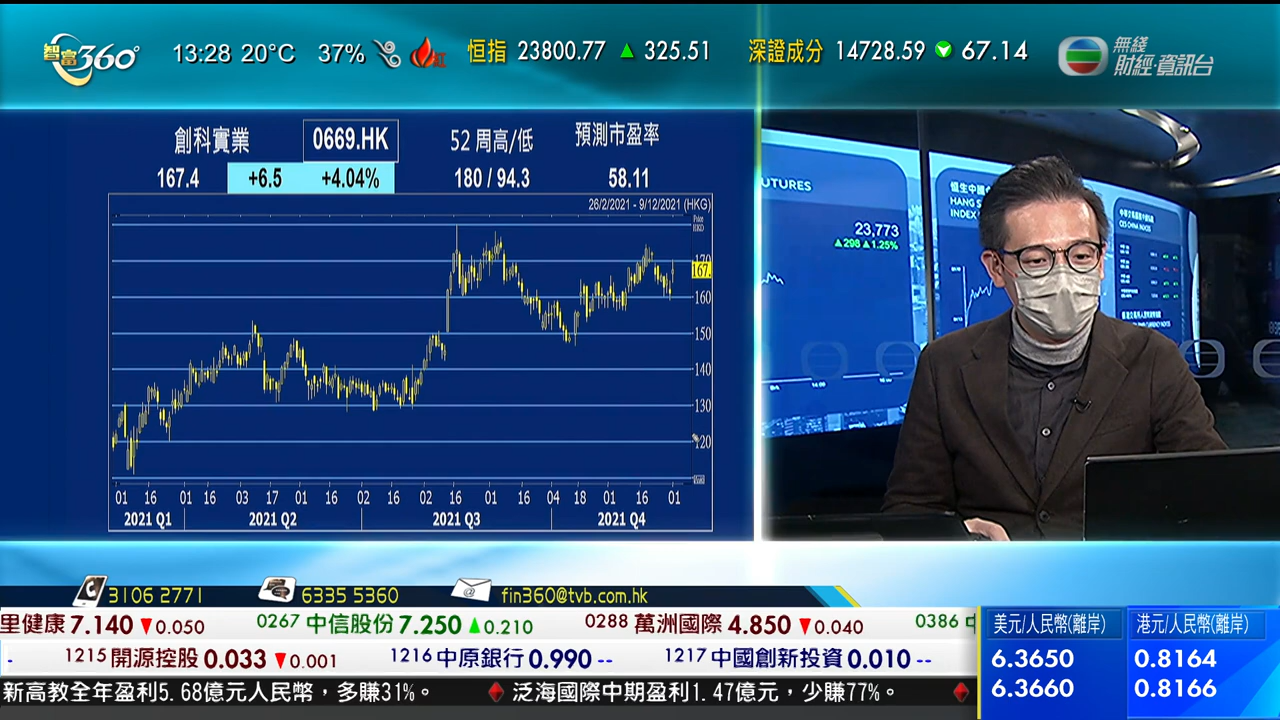 智富360° 13:28 20°C 37% 紅 恒指 23800.77 ▲ 325.51 深證成分 14728.59 ▼ 67.14 無綫財經·資訊台
創科實業 0669.HK 52周高/低 預測市盈率
167.4 +6.5 +4.04% 180 / 94.3 58.11
26/2/2021 - 9/12/2021 (HKG)
Price
HKD
170
167.
160
150
140
130
120
01 16 01 16 03 17 01 16 02 16 02 16 01 16 04 18 01 16 01
2021 Q1 2021 Q2 2021 Q3 2021 Q4
UTURES
23,773
▲298 ▲1.25%
恒生中國
HANG S
INDEX
3106 2771 6335 5360 fin360@tvb.com.hk
里健康 7.140 ▼0.050 0267 中信股份 7.250 ▲0.210 0288 萬洲國際 4.850 ▼0.040 0386 中
- 1215 開源控股 0.033 ▼0.001 1216 中原銀行 0.990 -- 1217 中國創新投資 0.010 --
新高教全年盈利5.68億元人民幣，多賺31%。 ♦ 泛海國際中期盈利1.47億元，少賺77%。 ♦
美元/人民幣(離岸) 港元/人民幣(離岸)
6.3650 0.8164
6.3660 0.8166